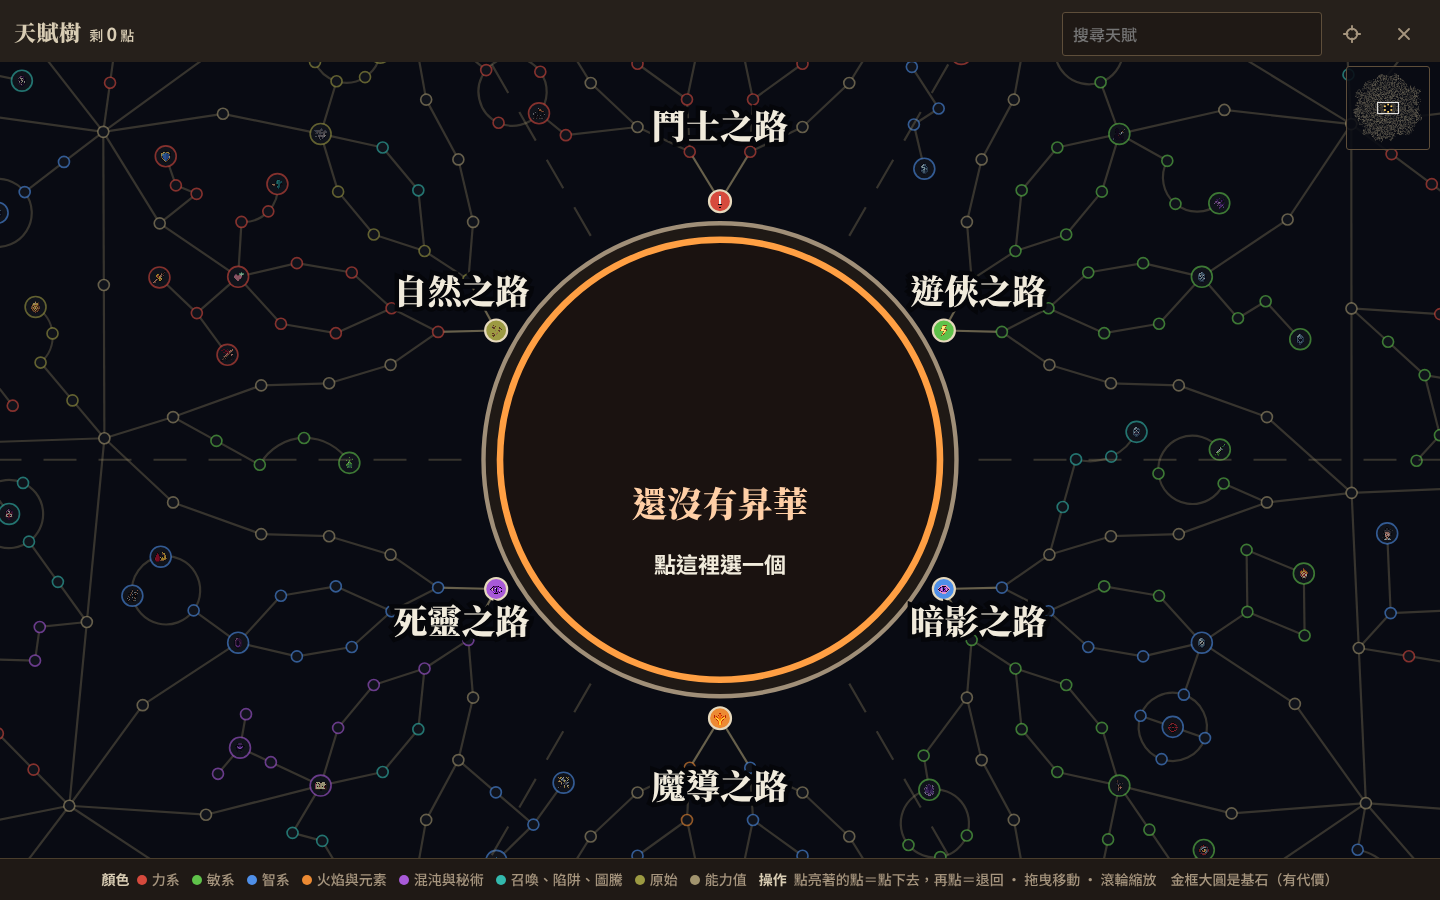 天賦樹 剩0點
搜尋天賦
鬥士之路
自然之路
遊俠之路
還沒有昇華
點這裡選一個
死靈之路
暗影之路
魔導之路
顏色 力系 敏系 智系 火焰與元素 混沌與秘術 召喚、陷阱、圖騰 原始 能力值 操作 點亮著的點＝點下去，再點＝退回 · 拖曳移動 · 滾輪縮放 金框大圓是基石（有代價）